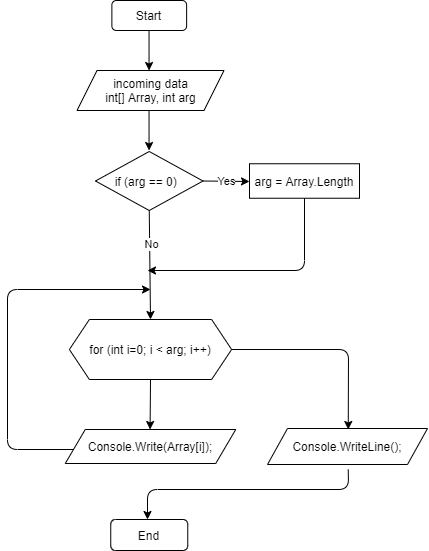 Start
incoming data
int[] Array, int arg
if (arg == 0)
Yes
arg = Array.Length
No
for (int i=0; i < arg; i++)
Console.Write(Array[i]);
Console.WriteLine();
End